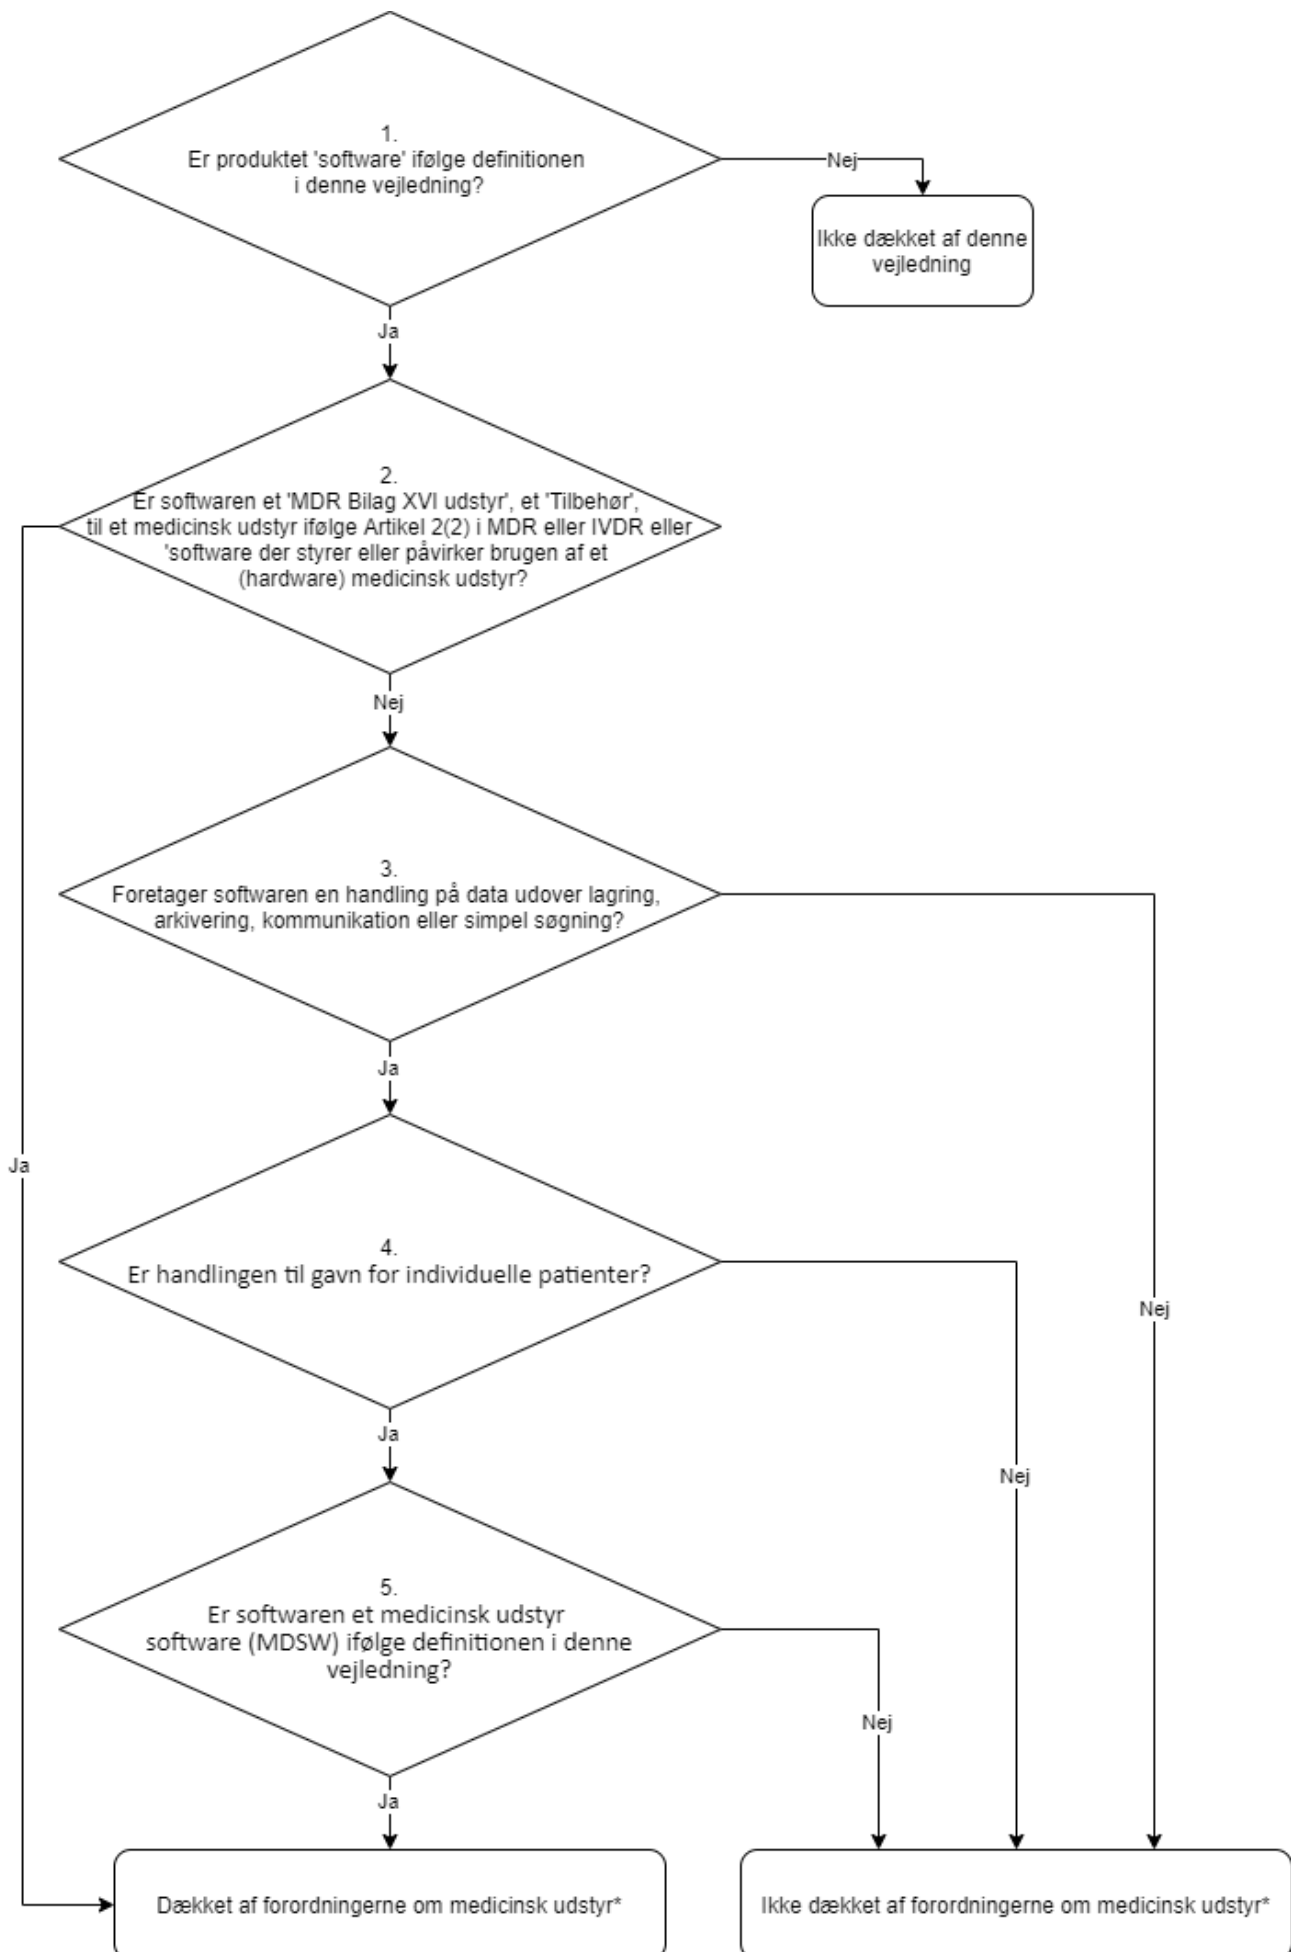 1.
Er produktet 'software' ifølge definitionen
i denne vejledning?
Nej
Ikke dækket af denne
vejledning
Ja
2.
Er softwaren et 'MDR Bilag XVI udstyr', et 'Tilbehør',
til et medicinsk udstyr ifølge Artikel 2(2) i MDR eller IVDR eller
'software der styrer eller påvirker brugen af et
(hardware) medicinsk udstyr?
Nej
3.
Foretager softwaren en handling på data udover lagring,
arkivering, kommunikation eller simpel søgning?
Ja
Ja
4.
Er handlingen til gavn for individuelle patienter?
Nej
Ja
Nej
5.
Er softwaren et medicinsk udstyr
software (MDSW) ifølge definitionen i denne
vejledning?
Nej
Ja
Dækket af forordningerne om medicinsk udstyr*
Ikke dækket af forordningerne om medicinsk udstyr*